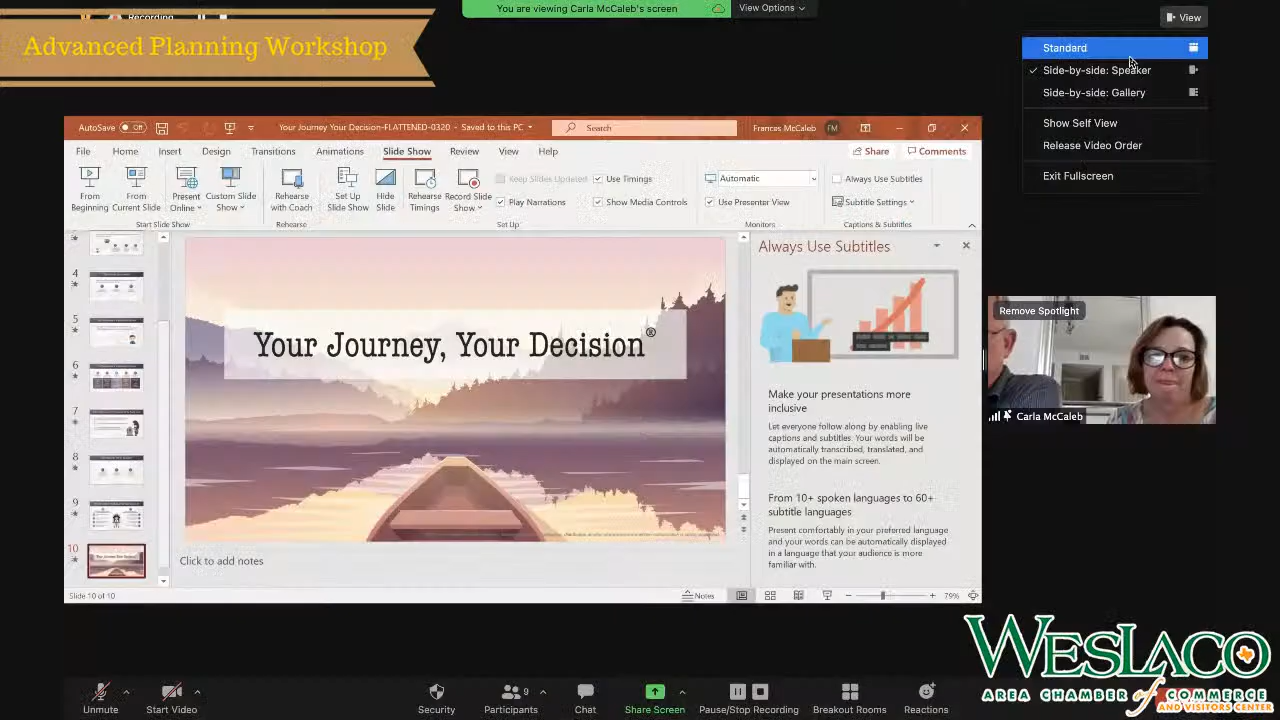 Recording
You are viewing Carla McCaleb's screen
View Options
View
Advanced Planning Workshop
Standard
Side-by-side: Speaker
Side-by-side: Gallery
Show Self View
Release Video Order
Exit Fullscreen
AutoSave Off
Your Journey Your Decision-FLATTENED-0320 - Saved to this PC
Search
Frances McCaleb FM
File Home Insert Design Transitions Animations Slide Show Review View Help
Share Comments
From Beginning
From Current Slide
Present Online
Custom Slide Show
Start Slide Show
Rehearse with Coach
Rehearse
Set Up Slide Show
Hide Slide
Rehearse Timings
Record Slide Show
Keep Slides Updated
Play Narrations
Use Timings
Show Media Controls
Set Up
Automatic
Use Presenter View
Monitors
Always Use Subtitles
Subtitle Settings
Captions & Subtitles
4
5
6
7
8
9
10
Your Journey, Your Decision®
Click to add notes
Always Use Subtitles
Make your presentations more
inclusive
Let everyone follow along by enabling live
captions and subtitles. Your words will be
automatically transcribed, translated, and
displayed on the main screen.
From 10+ spoken languages to 60+
subtitle languages
Present comfortably in your preferred language
and your words can be automatically displayed
in a language that your audience is more
familiar with.
Slide 10 of 10
Notes
79%
Remove Spotlight
Carla McCaleb
Unmute
Start Video
Security
9
Participants
Chat
Share Screen
Pause/Stop Recording
Breakout Rooms
Reactions
WESLACO
AREA CHAMBER of COMMERCE
AND VISITORS CENTER